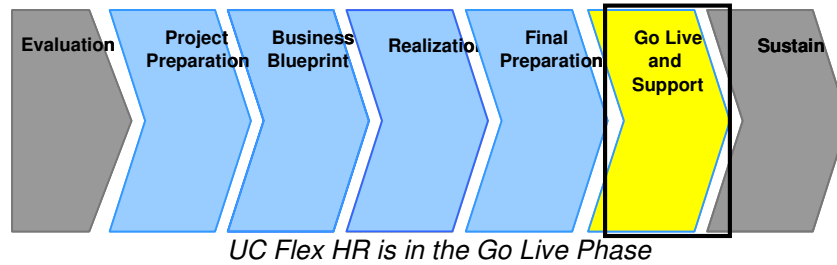 Evaluation
Project
Preparation
Business
Blueprint
Realization
Final
Preparation
Go Live
and
Support
Sustain
UC Flex HR is in the Go Live Phase